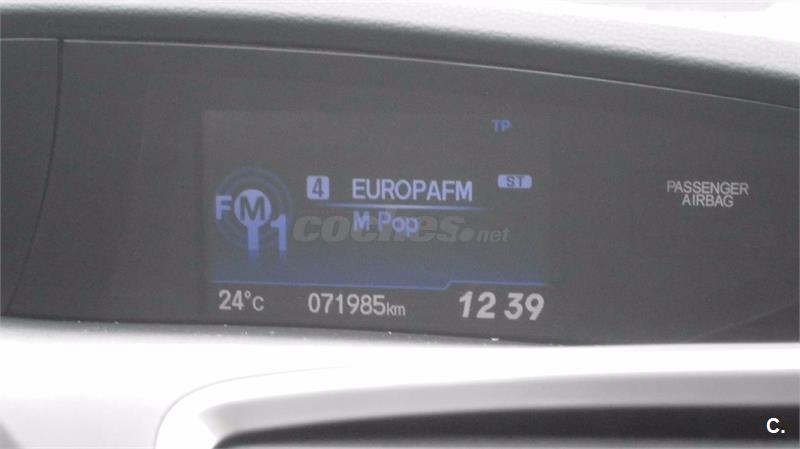 TP
4 EUROPAFM ST
FM1 M Pop
PASSENGER
AIRBAG
coches.net
24°C 071985km 12 39
C.